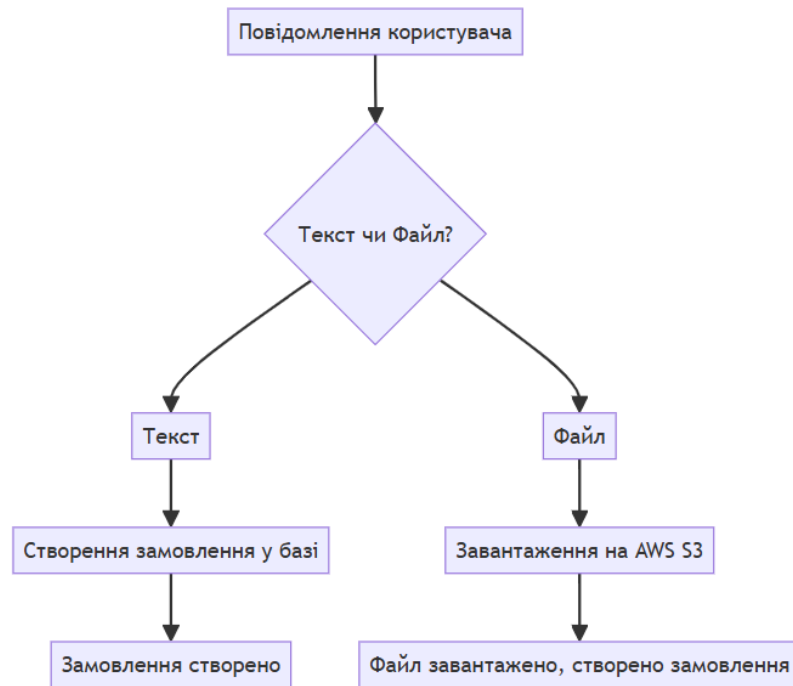 Повідомлення користувача
Текст чи Файл?
Текст
Файл
Створення замовлення у базі
Завантаження на AWS S3
Замовлення створено
Файл завантажено, створено замовлення